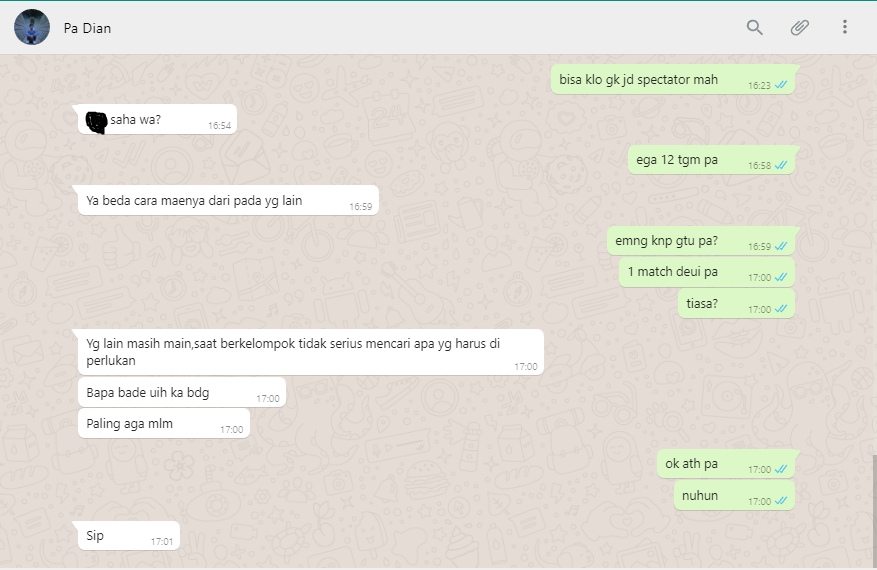 Pa Dian
bisa klo gk jd spectator mah
16:23
saha wa?
16:54
ega 12 tgm pa
16:58
Ya beda cara maenya dari pada yg lain
16:59
emng knp gtu pa?
16:59
1 match deui pa
17:00
tiasa?
17:00
Yg lain masih main,saat berkelompok tidak serius mencari apa yg harus di
perlukan
17:00
Bapa bade uih ka bdg
17:00
Paling aga mlm
17:00
ok ath pa
17:00
nuhun
17:00
Sip
17:01